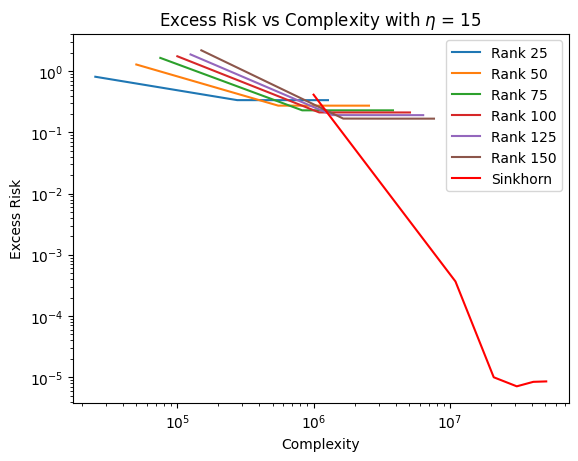 Excess Risk vs Complexity with η = 15
Excess Risk
10⁰
10⁻¹
10⁻²
10⁻³
10⁻⁴
10⁻⁵
Rank 25
Rank 50
Rank 75
Rank 100
Rank 125
Rank 150
Sinkhorn
10⁵
10⁶
10⁷
Complexity